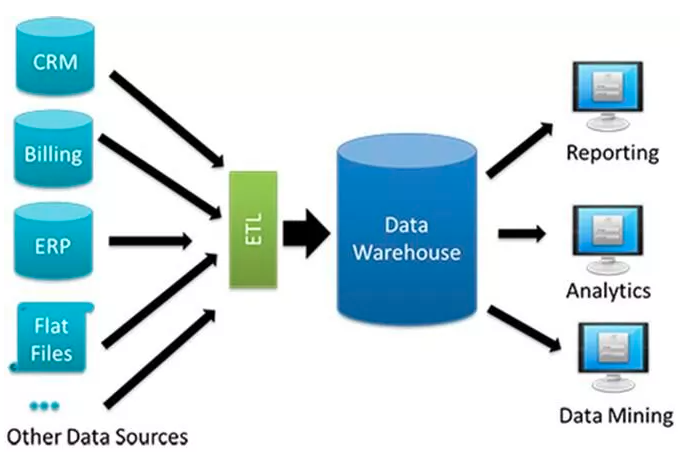 CRM
Billing
ERP
Flat
Files
Other Data Sources
ETL
Data
Warehouse
Reporting
Analytics
Data Mining